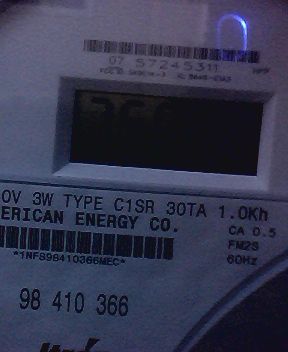 07 57245311
0V 3W TYPE C1SR 30TA 1.0Kh
ERICAN ENERGY CO.
CA 0.5
FM2S
60Hz
*1NFS98410366MEC*
98 410 366